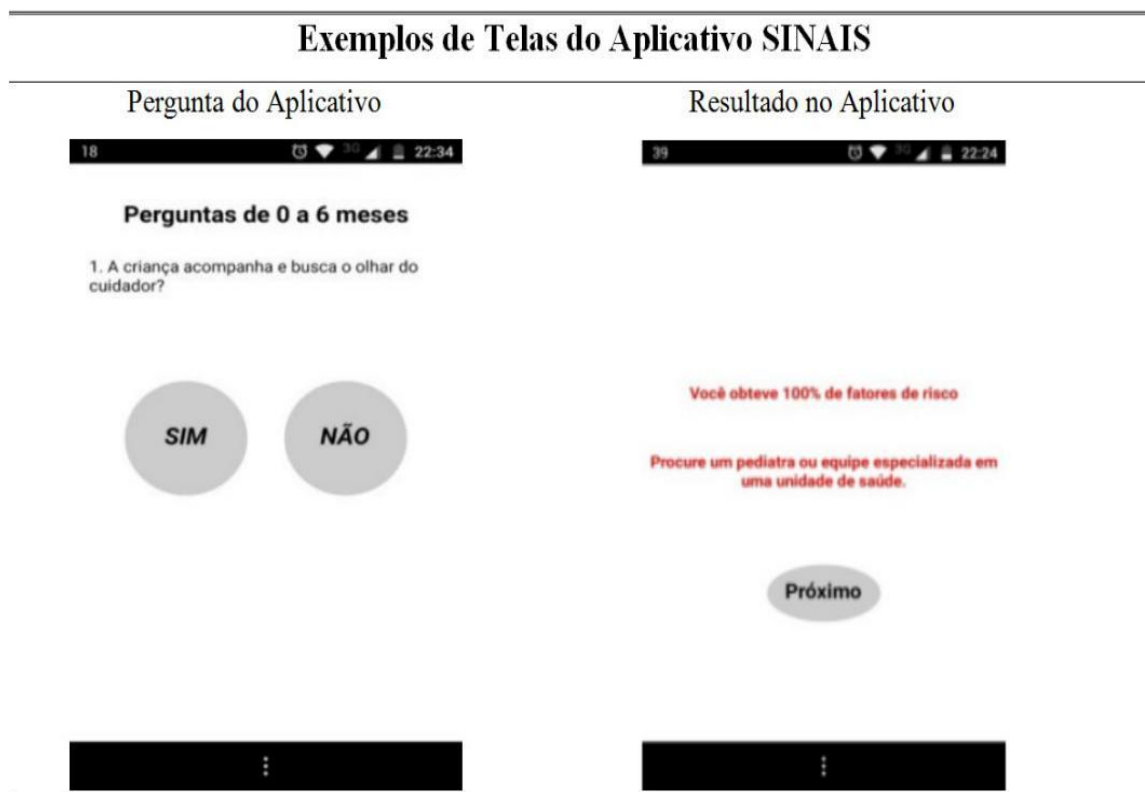 Exemplos de Telas do Aplicativo SINAIS
Pergunta do Aplicativo
18 3G 22:34
Perguntas de 0 a 6 meses
1. A criança acompanha e busca o olhar do
cuidador?
SIM NÃO
Resultado no Aplicativo
39 3G 22:24
Você obteve 100% de fatores de risco
Procure um pediatra ou equipe especializada em
uma unidade de saúde.
Próximo